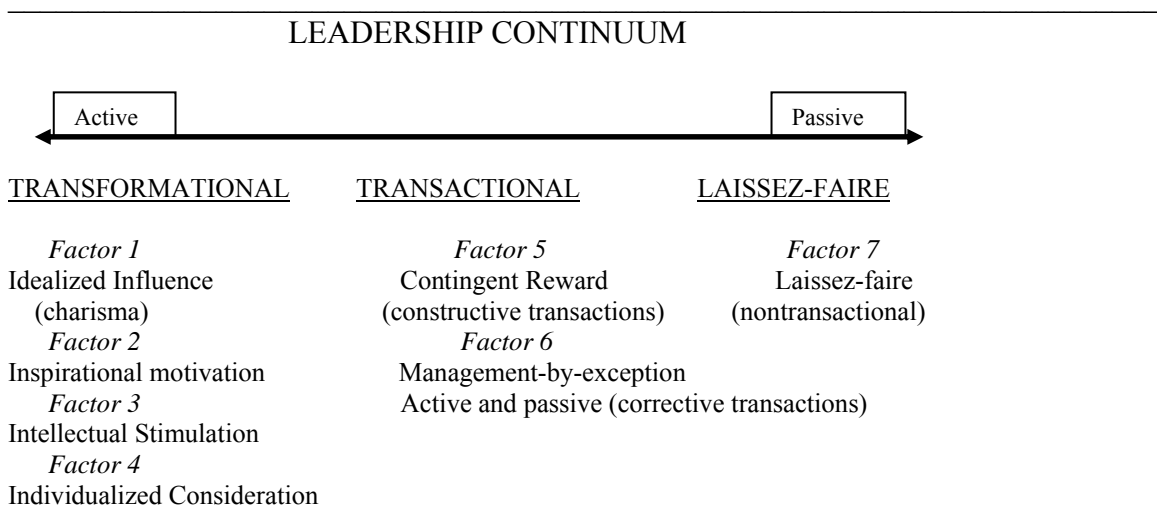 LEADERSHIP CONTINUUM
Active
Passive
TRANSFORMATIONAL
TRANSACTIONAL
LAISSEZ-FAIRE
Factor 1
Idealized Influence
(charisma)
Factor 2
Inspirational motivation
Factor 3
Intellectual Stimulation
Factor 4
Individualized Consideration
Factor 5
Contingent Reward
(constructive transactions)
Factor 6
Management-by-exception
Active and passive (corrective transactions)
Factor 7
Laissez-faire
(nontransactional)